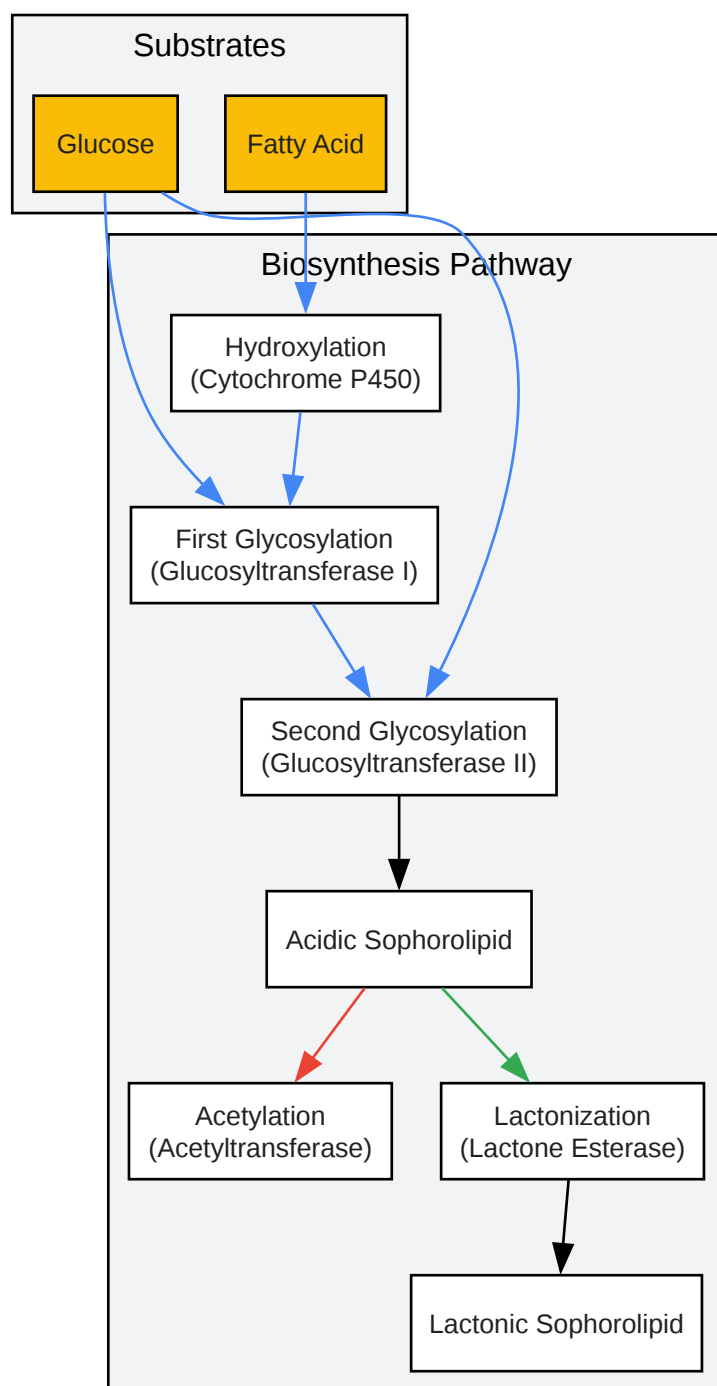 Substrates
Glucose
Fatty Acid
Biosynthesis Pathway
Hydroxylation
(Cytochrome P450)
First Glycosylation
(Glucosyltransferase I)
Second Glycosylation
(Glucosyltransferase II)
Acidic Sophorolipid
Acetylation
(Acetyltransferase)
Lactonization
(Lactone Esterase)
Lactonic Sophorolipid